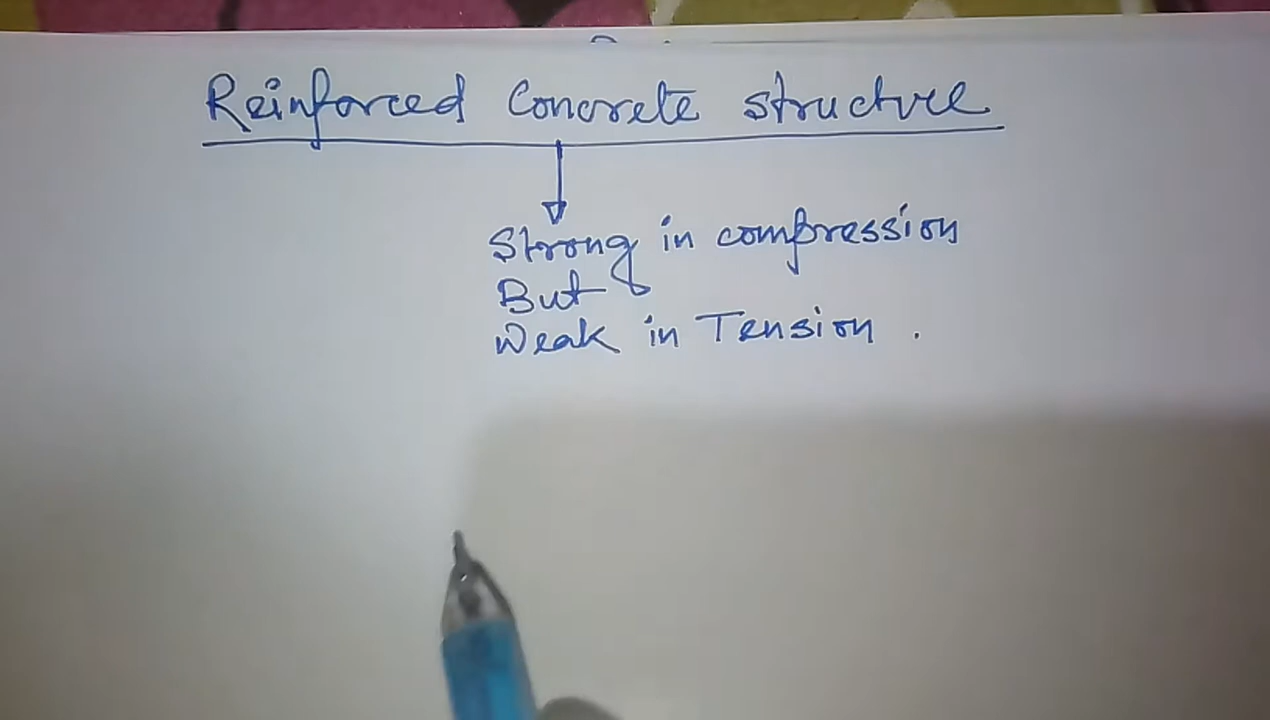 Reinforced Concrete structure
Strong in compression
But
Weak in Tension .